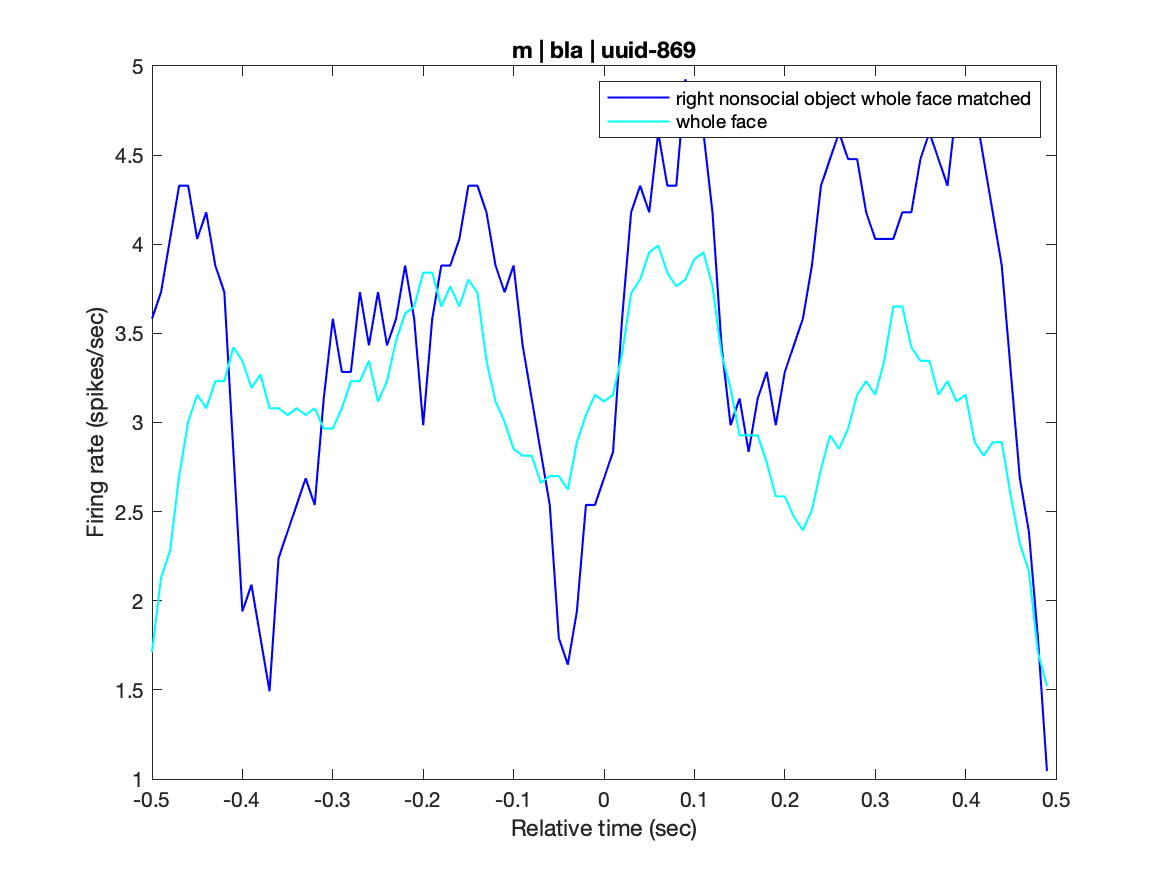 m | bla | uuid-869
right nonsocial object whole face matched
whole face
Firing rate (spikes/sec)
5
4.5
4
3.5
3
2.5
2
1.5
1
-0.5 -0.4 -0.3 -0.2 -0.1 0 0.1 0.2 0.3 0.4 0.5
Relative time (sec)